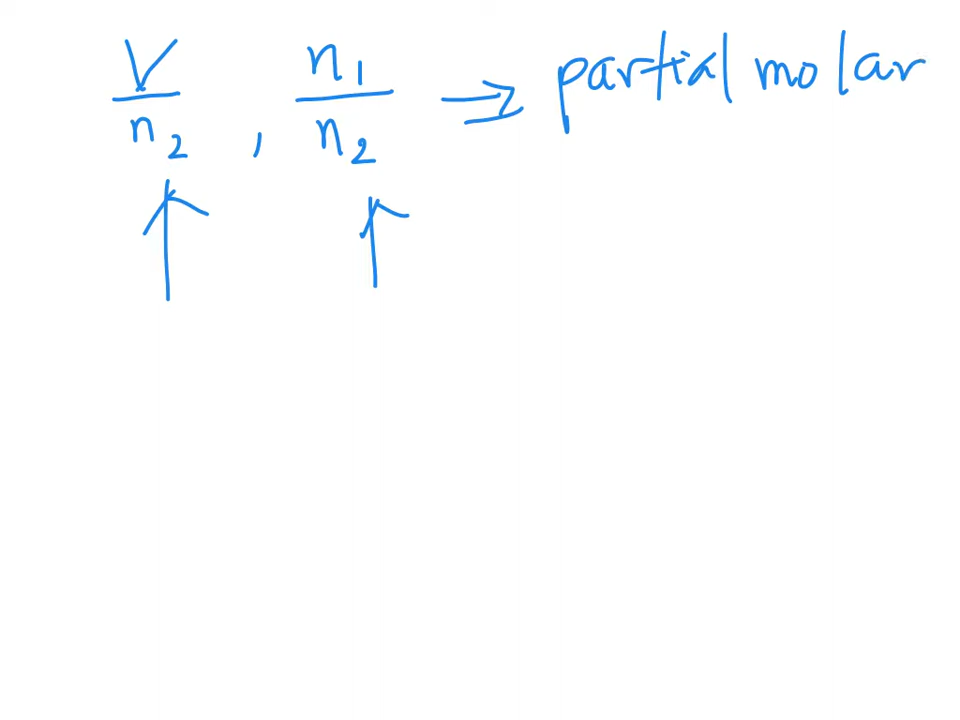 V/n₂ , n₁/n₂ → partial molar